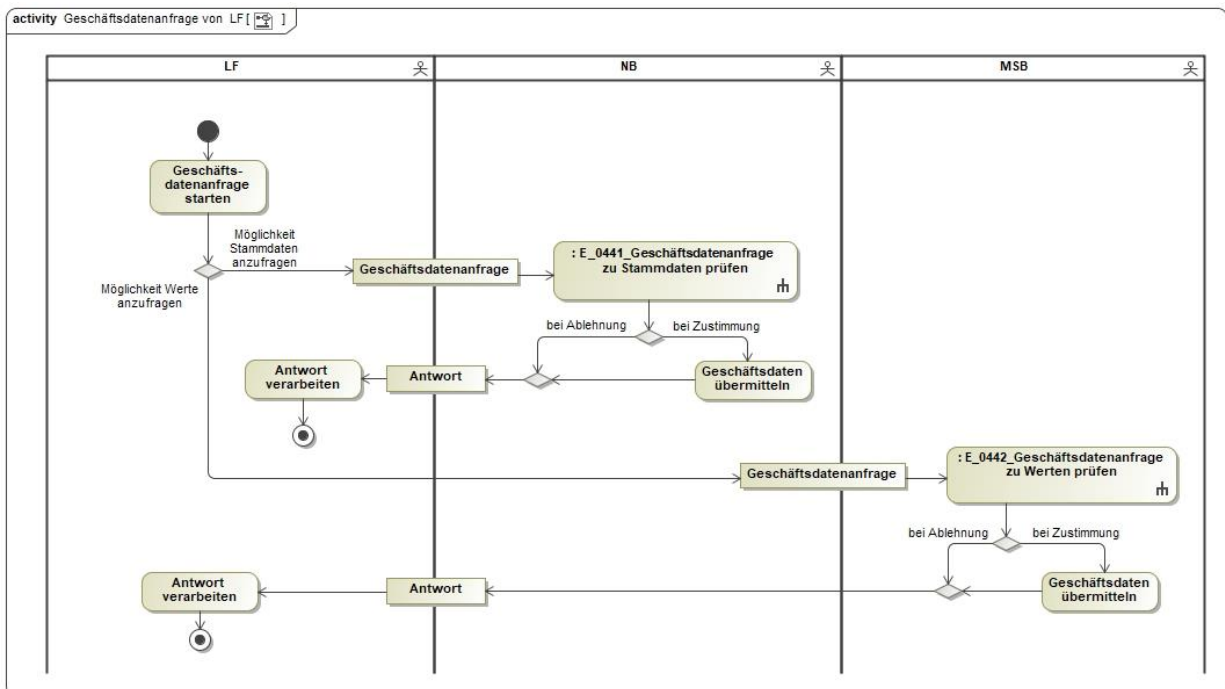 activity Geschäftsdatenanfrage von LF [ ]
LF
NB
MSB
Geschäfts-
datenanfrage
starten
Möglichkeit
Stammdaten
anzufragen
Möglichkeit Werte
anzufragen
Geschäftsdatenanfrage
: E_0441_Geschäftsdatenanfrage
zu Stammdaten prüfen
bei Ablehnung
bei Zustimmung
Geschäftsdaten
übermitteln
Antwort
Antwort
verarbeiten
Geschäftsdatenanfrage
: E_0442_Geschäftsdatenanfrage
zu Werten prüfen
bei Ablehnung
bei Zustimmung
Geschäftsdaten
übermitteln
Antwort
Antwort
verarbeiten